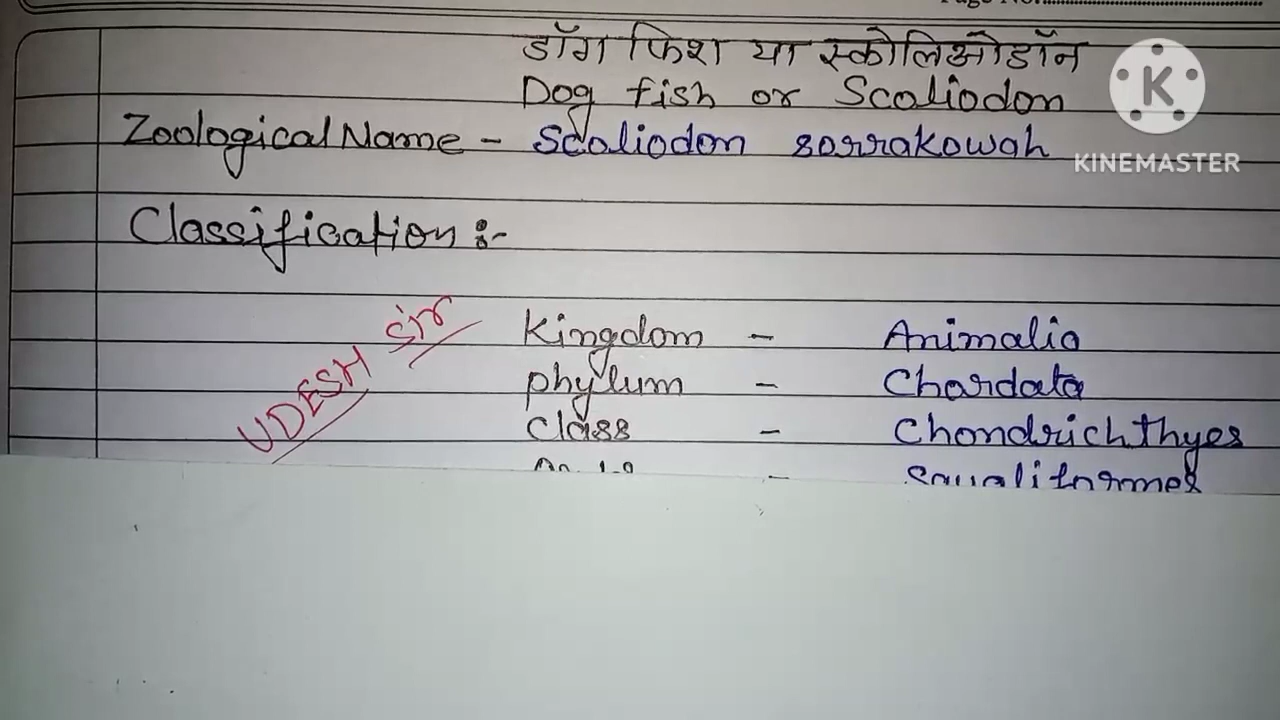 डॉग फिश या स्कोलिओडॉन
Dog fish or Scoliodon
Zoological Name - Scoliodon sorrakowah
Classification :-
Kingdom - Animalia
Phylum - Chordata
Class - Chondrichthyes
- Squaliformes
UDESH Sir
K
KINEMASTER